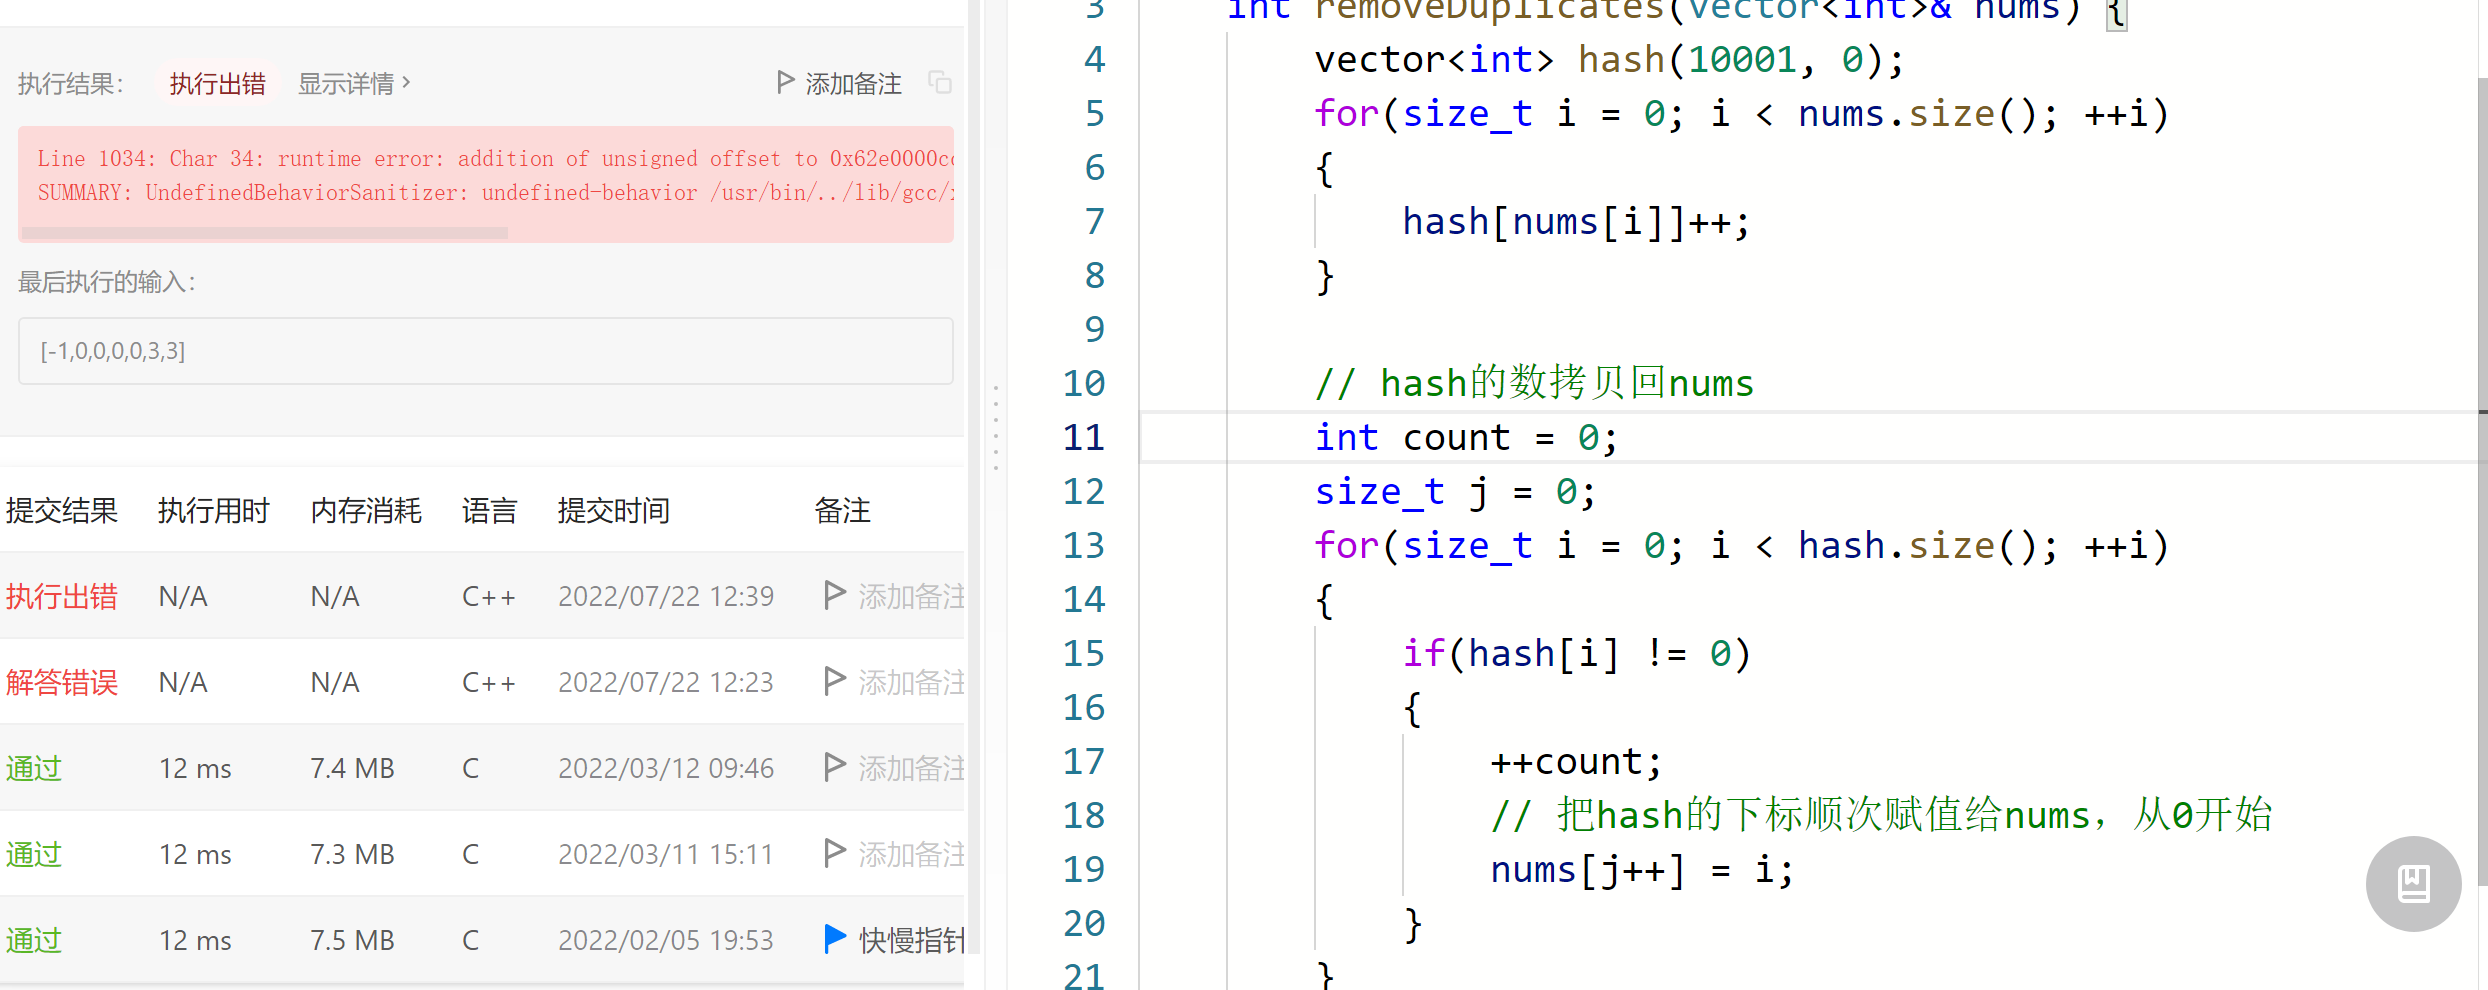 执行结果： 执行出错 显示详情 > 添加备注
Line 1034: Char 34: runtime error: addition of unsigned offset to 0x62e0000c
SUMMARY: UndefinedBehaviorSanitizer: undefined-behavior /usr/bin/../lib/gcc/
最后执行的输入：
[-1,0,0,0,0,3,3]
提交结果 执行用时 内存消耗 语言 提交时间 备注
执行出错 N/A N/A C++ 2022/07/22 12:39 添加备注
解答错误 N/A N/A C++ 2022/07/22 12:23 添加备注
通过 12 ms 7.4 MB C 2022/03/12 09:46 添加备注
通过 12 ms 7.3 MB C 2022/03/11 15:11 添加备注
通过 12 ms 7.5 MB C 2022/02/05 19:53 快慢指针
3 int removeDuplicates(vector<int>& nums) {
4 vector<int> hash(10001, 0);
5 for(size_t i = 0; i < nums.size(); ++i)
6 {
7 hash[nums[i]]++;
8 }
9
10 // hash的数拷贝回nums
11 int count = 0;
12 size_t j = 0;
13 for(size_t i = 0; i < hash.size(); ++i)
14 {
15 if(hash[i] != 0)
16 {
17 ++count;
18 // 把hash的下标顺次赋值给nums，从0开始
19 nums[j++] = i;
20 }
21 }